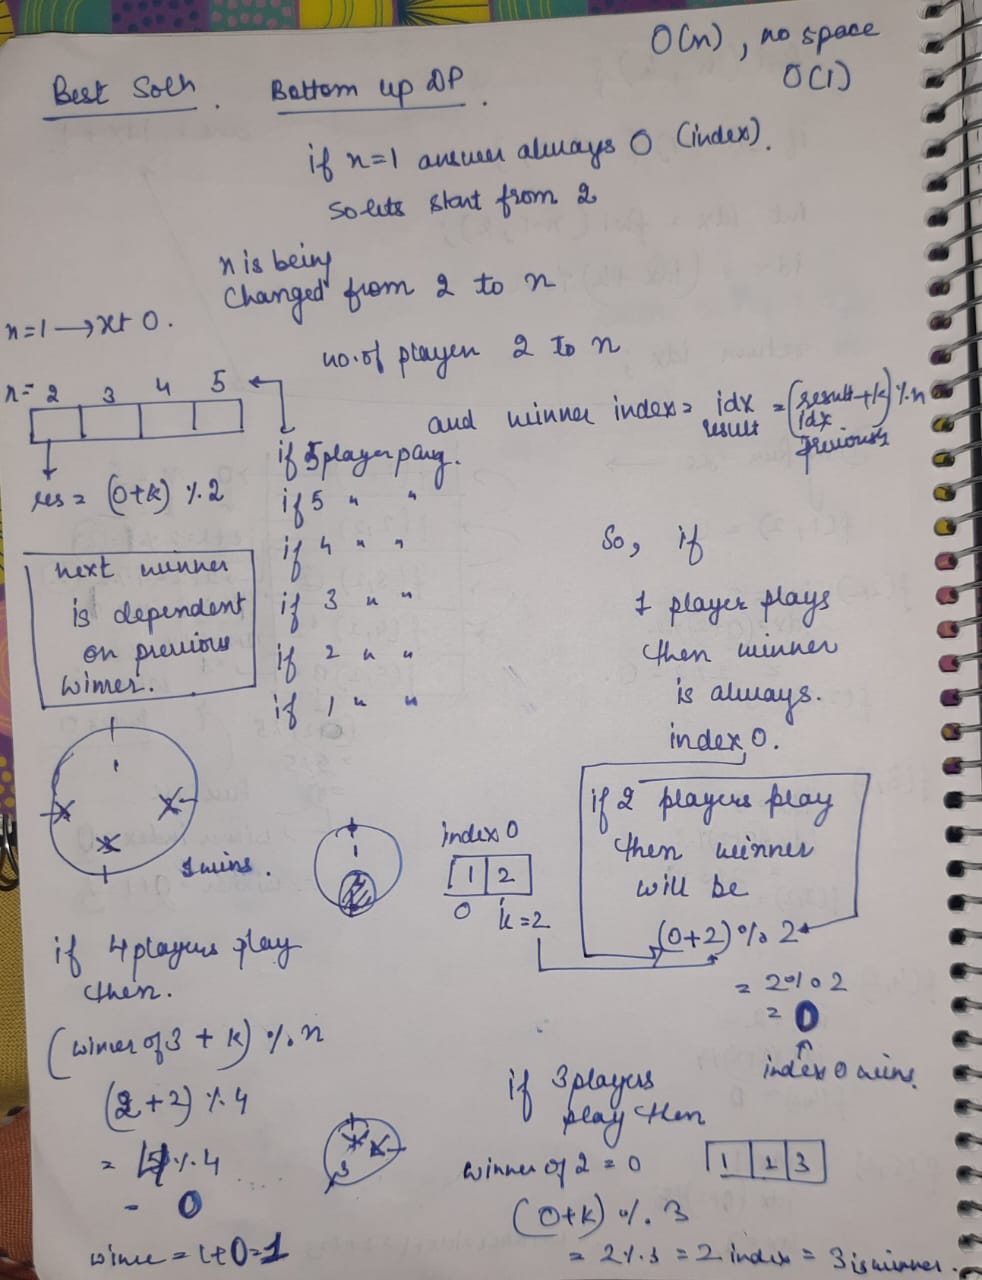 O(n), no space
O(1)
Best Soln. Bottom up DP.
if n=1 answer always 0 (index).
so lets start from 2
n is being
changed from 2 to n
n=1 → 0.
no. of player 2 to n
n= 2 3 4 5
and winner index = idx = (result+k)%n
result idx
previous
res = (0+k) % 2
if 5 player
if 5 " "
if 4 " "
if 3 " "
if 2 " "
if 1 " "
next winner
is dependent
on previous
winner.
So, if
1 player plays
then winner
is always.
index 0.
if 2 players play
then winner
will be
(0+2) % 2
= 2%2
= 0
index 0 wins.
1 wins.
index 0
1 2
0 k=2
if 4 players play
then.
(winner of 3 + k) % n
(2+2) % 4
= 4 % 4
= 0
winner = 1+0=1
3
if 3 players
play then
winner of 2 = 0
1 2 3
(0+k) % 3
= 2%3 = 2 index = 3 is winner.